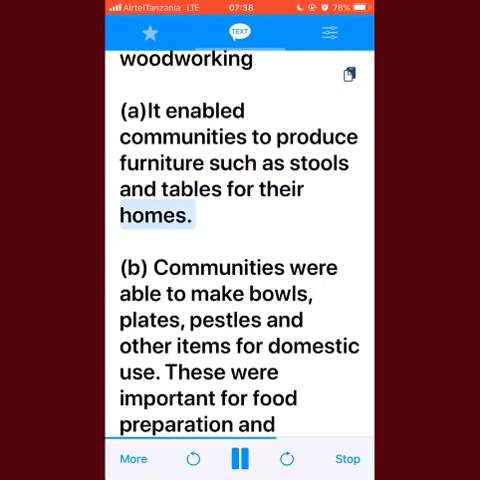 AirtelTanzania LTE 07:38 78%
TEXT
woodworking
(a)It enabled
communities to produce
furniture such as stools
and tables for their
homes.
(b) Communities were
able to make bowls,
plates, pestles and
other items for domestic
use. These were
important for food
preparation and
More Stop